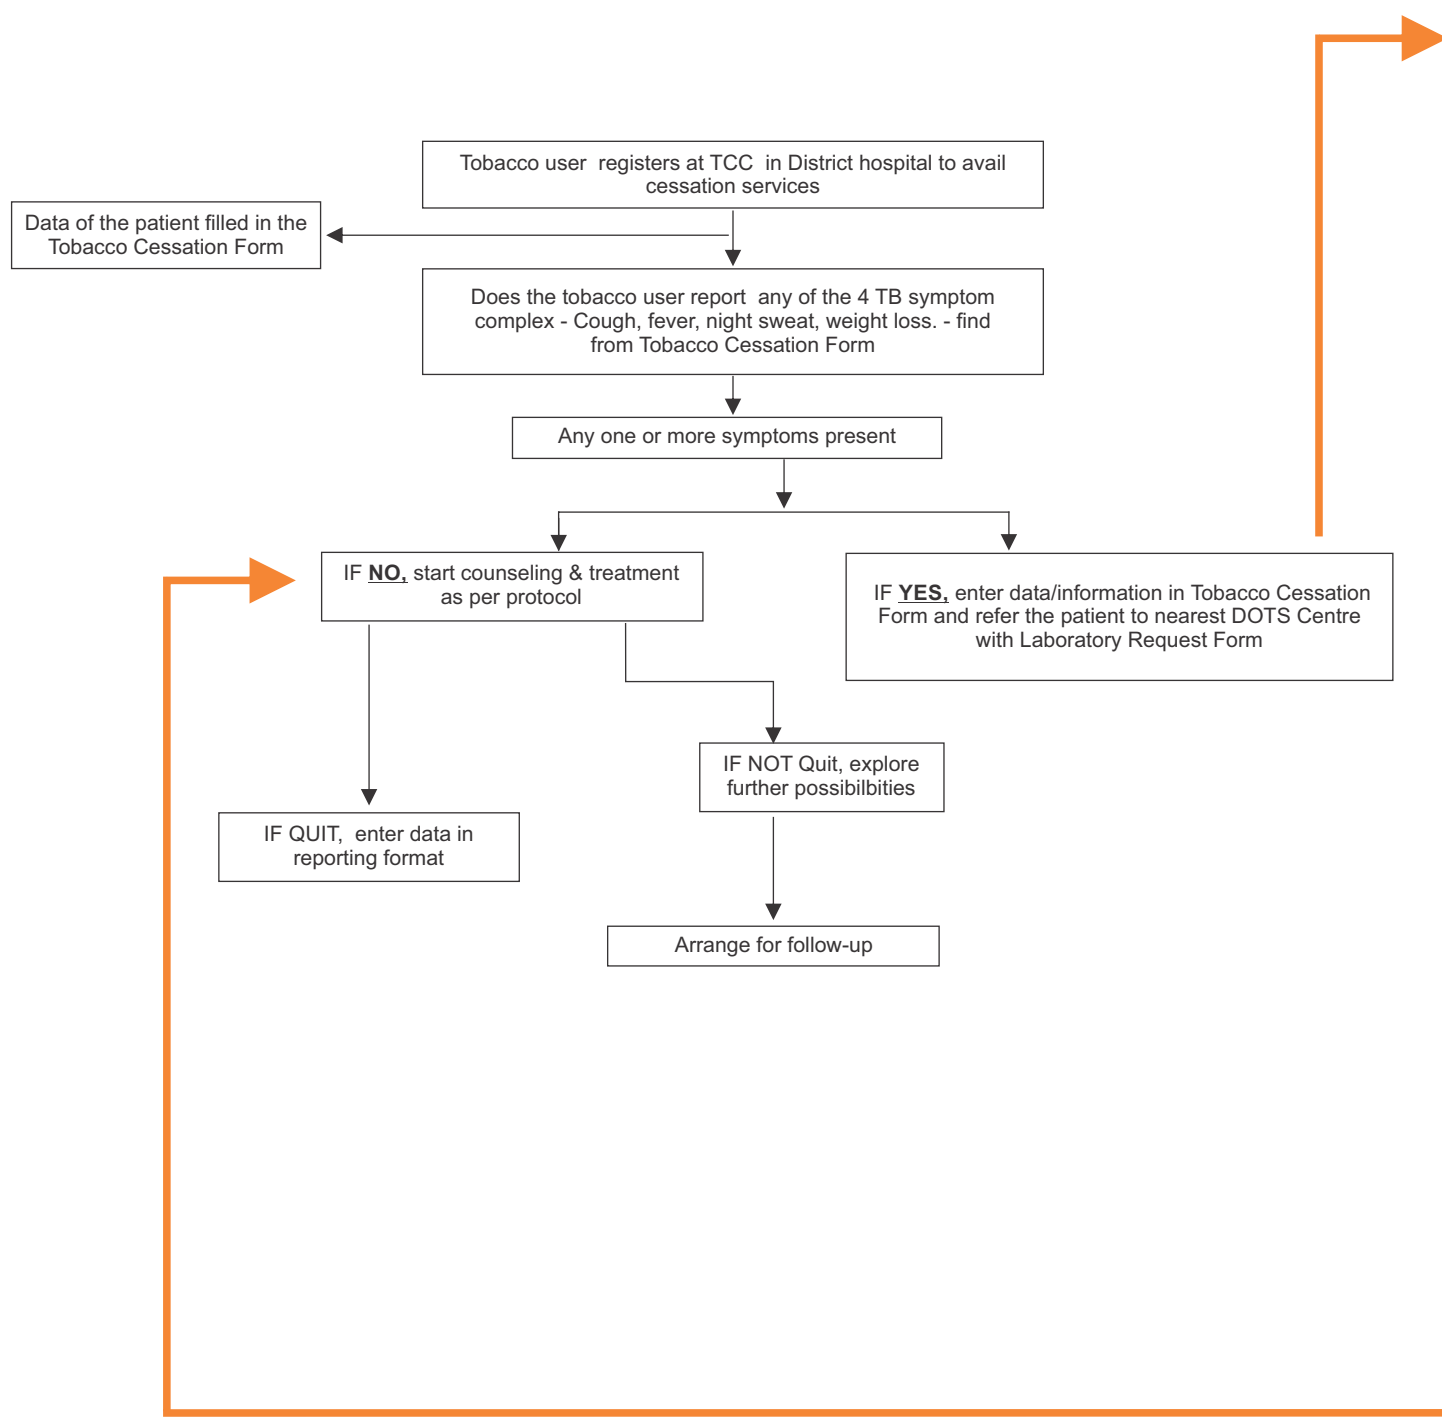 Tobacco user  registers at TCC  in District hospital to avail
cessation services
Data of the patient filled in the
Tobacco Cessation Form
Does the tobacco user report  any of the 4 TB symptom
complex - Cough, fever, night sweat, weight loss. - find
from Tobacco Cessation Form
Any one or more symptoms present
IF NO, start counseling & treatment
as per protocol
IF YES, enter data/information in Tobacco Cessation
Form and refer the patient to nearest DOTS Centre
with Laboratory Request Form
IF NOT Quit, explore
further possibilbities
IF QUIT,  enter data in
reporting format
Arrange for follow-up